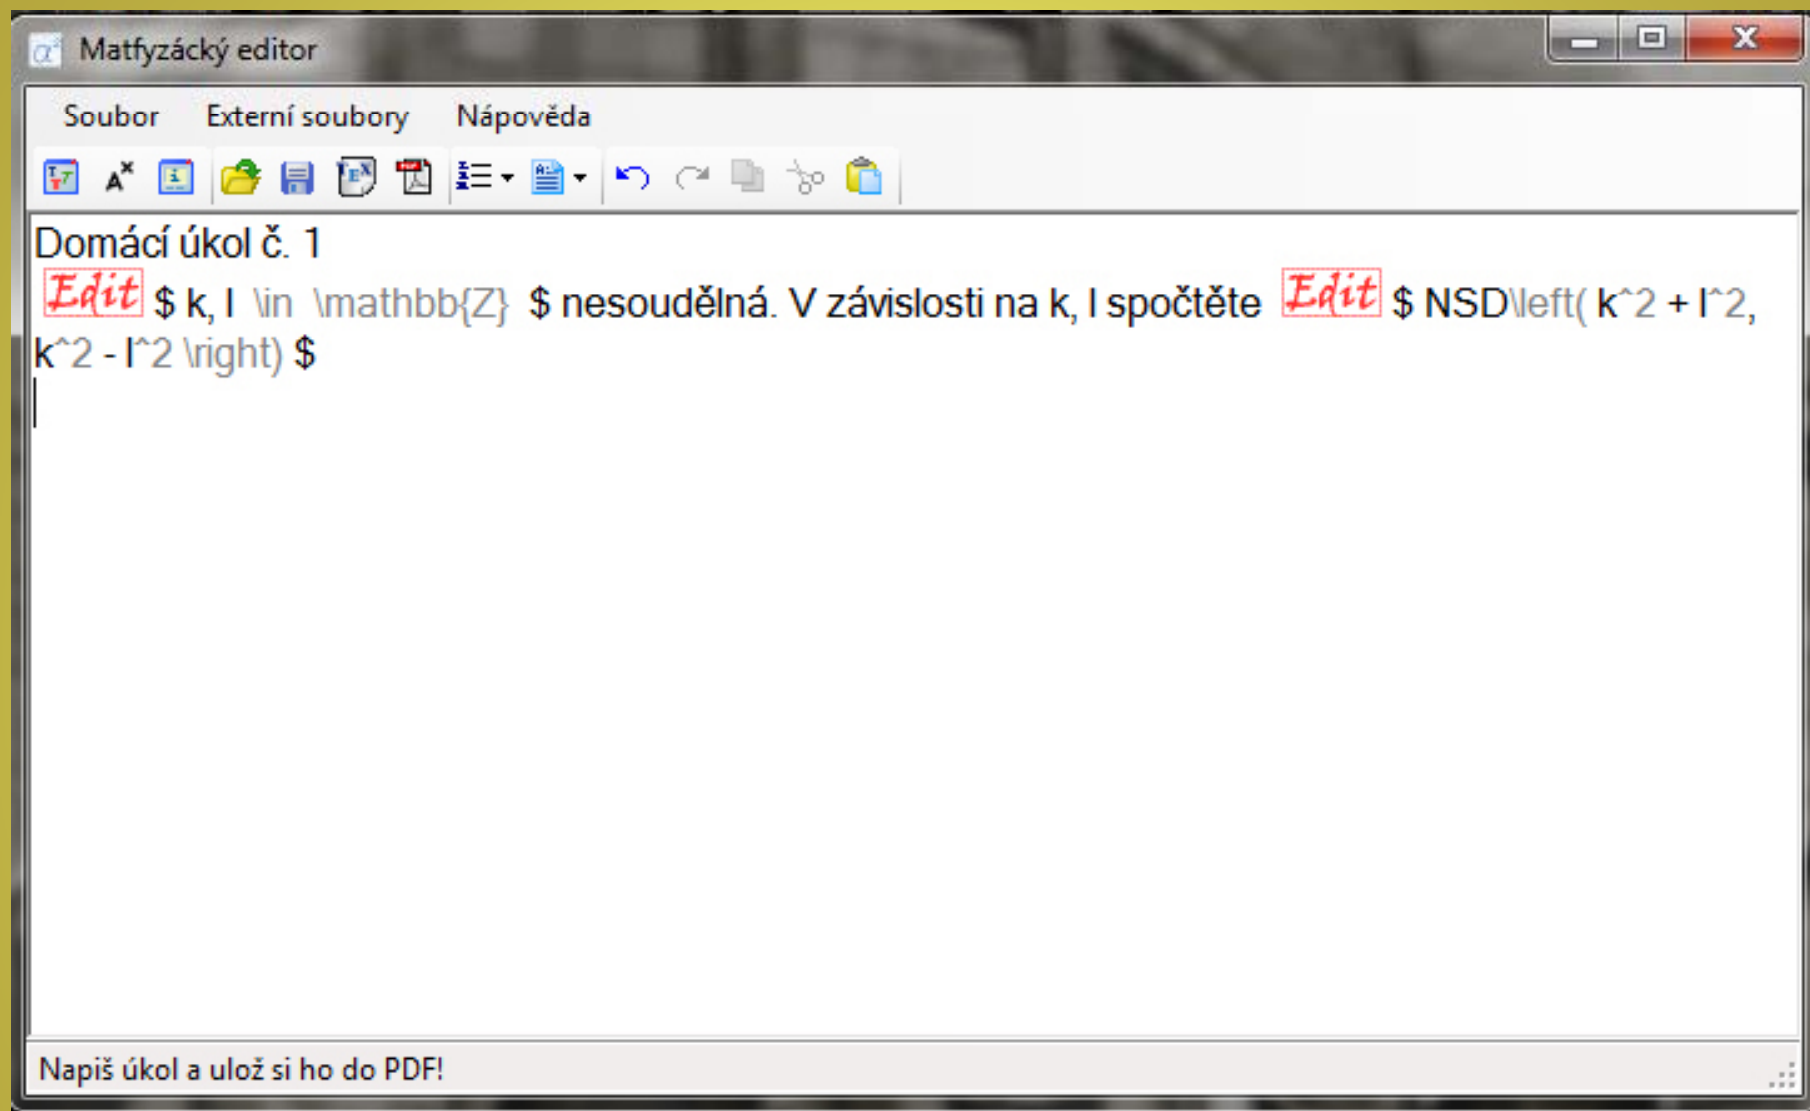 Matfyzácký editor
Soubor Externí soubory Nápověda
Domácí úkol č. 1
Edit $ k, l \in \mathbb{Z} $ nesoudělná. V závislosti na k, l spočtěte Edit $ NSD\left( k^2 + l^2,
k^2 - l^2 \right) $
Napiš úkol a ulož si ho do PDF!